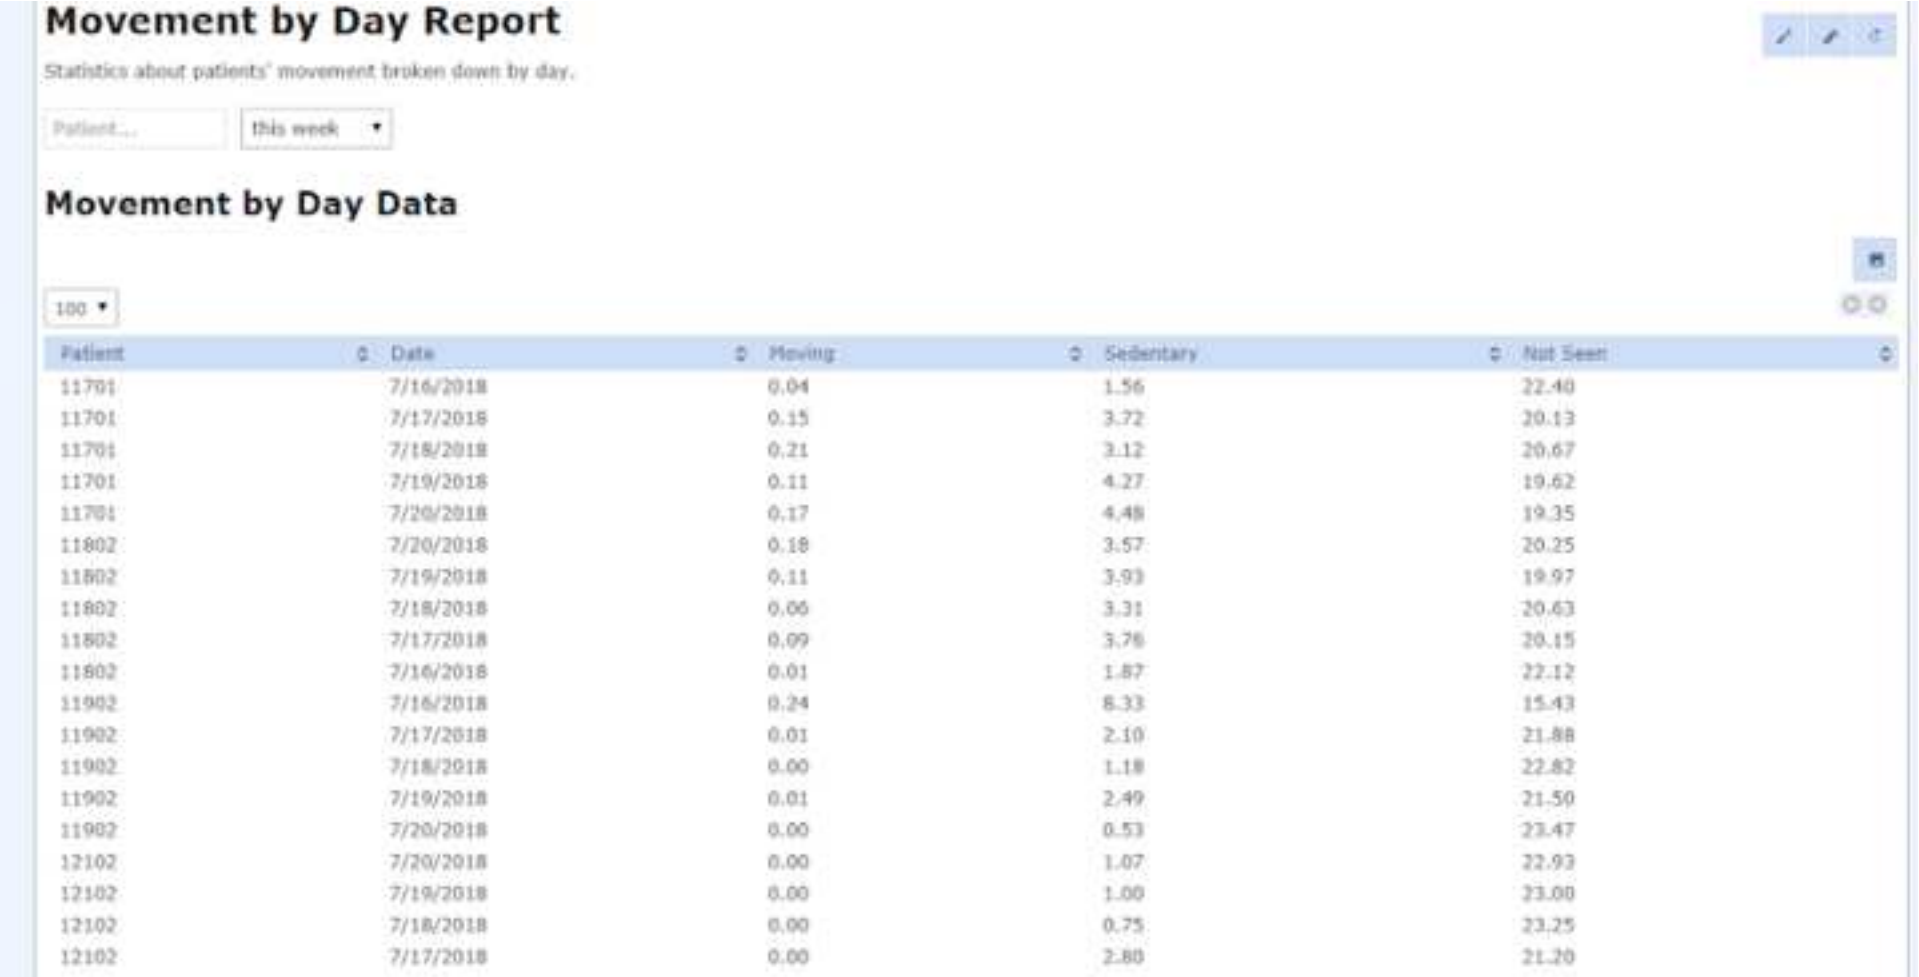 Movement by Day Report
Statistics about patients' movement broken down by day.
Patient... this week
Movement by Day Data
100
Patient Date Moving Sedentary Not Seen
11701 7/16/2018 0.04 1.56 22.40
11701 7/17/2018 0.15 3.72 20.13
11701 7/18/2018 0.21 3.12 20.67
11701 7/19/2018 0.11 4.27 19.62
11701 7/20/2018 0.17 4.48 19.35
11802 7/20/2018 0.18 3.57 20.25
11802 7/19/2018 0.11 3.93 19.97
11802 7/18/2018 0.06 3.31 20.63
11802 7/17/2018 0.09 3.76 20.15
11802 7/16/2018 0.01 1.87 22.12
11902 7/16/2018 0.24 8.33 15.43
11902 7/17/2018 0.01 2.10 21.88
11902 7/18/2018 0.00 1.18 22.82
11902 7/19/2018 0.01 2.49 21.50
11902 7/20/2018 0.00 0.53 23.47
12102 7/20/2018 0.00 1.07 22.93
12102 7/19/2018 0.00 1.00 23.00
12102 7/18/2018 0.00 0.75 23.25
12102 7/17/2018 0.00 2.80 21.20